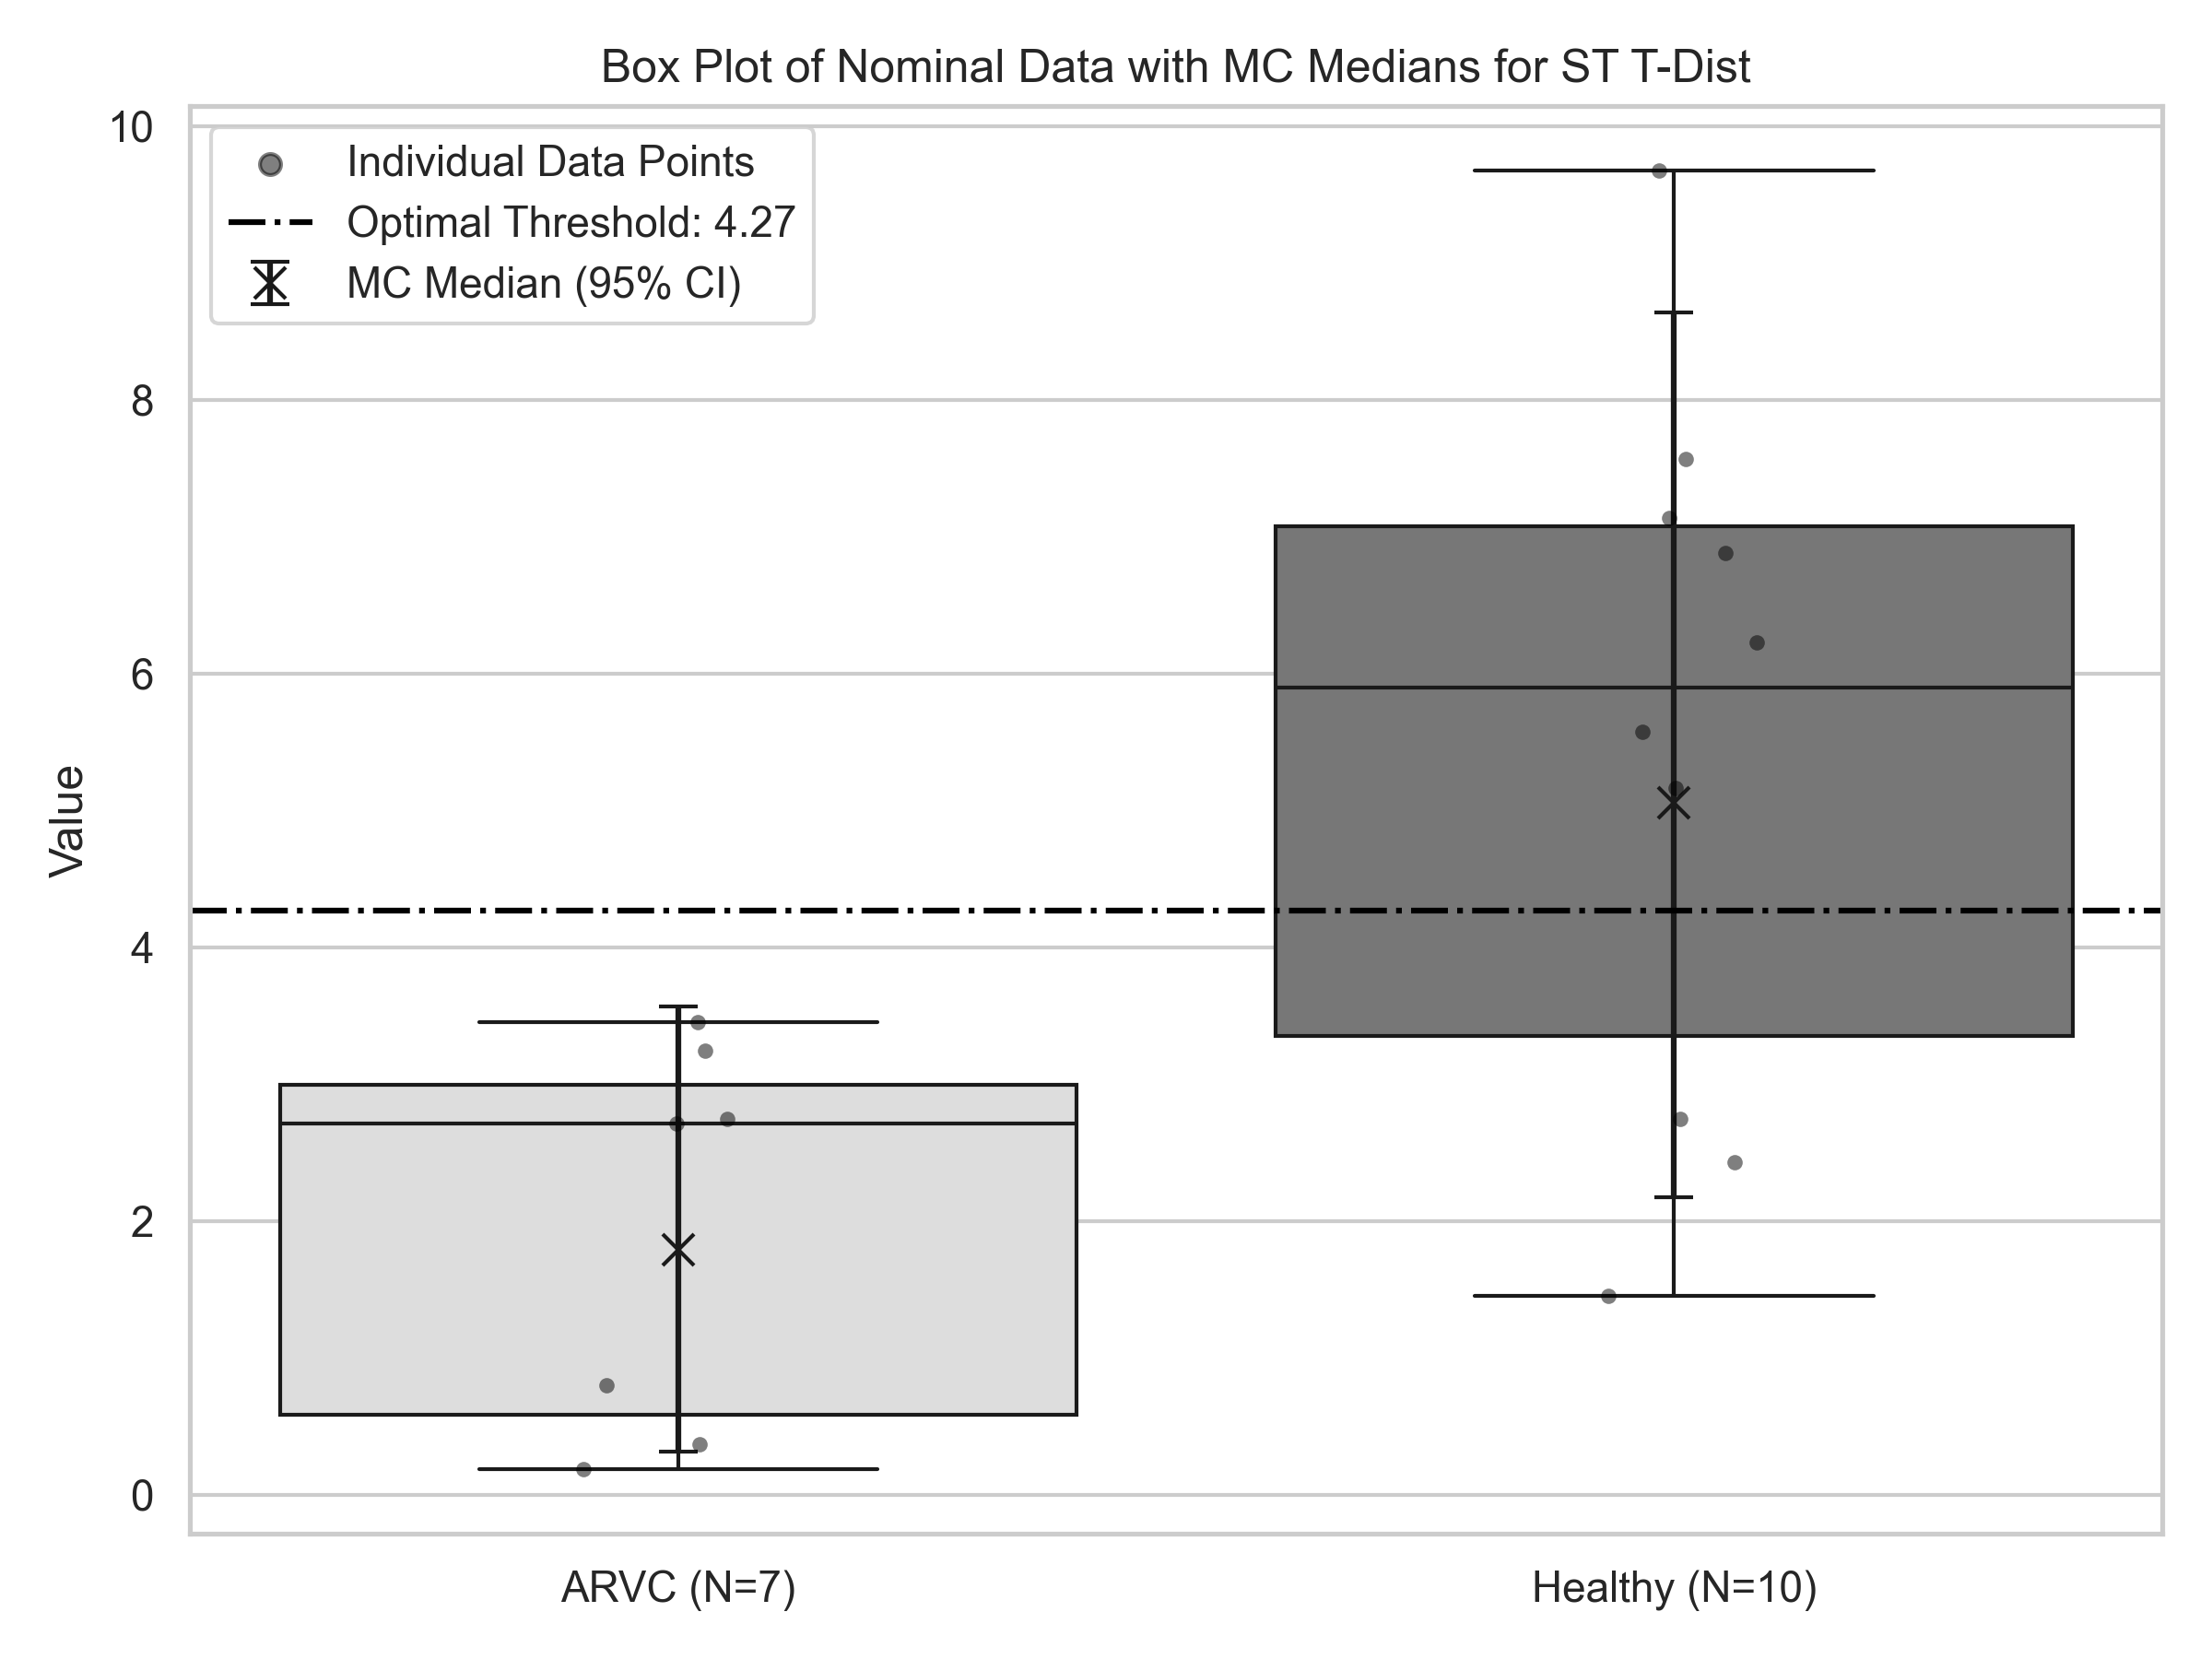 Box Plot of Nominal Data with MC Medians for ST T-Dist
10
Individual Data Points
Optimal Threshold: 4.27
MC Median (95% CI)
8
6
Value
4
2
0
ARVC (N=7)
Healthy (N=10)